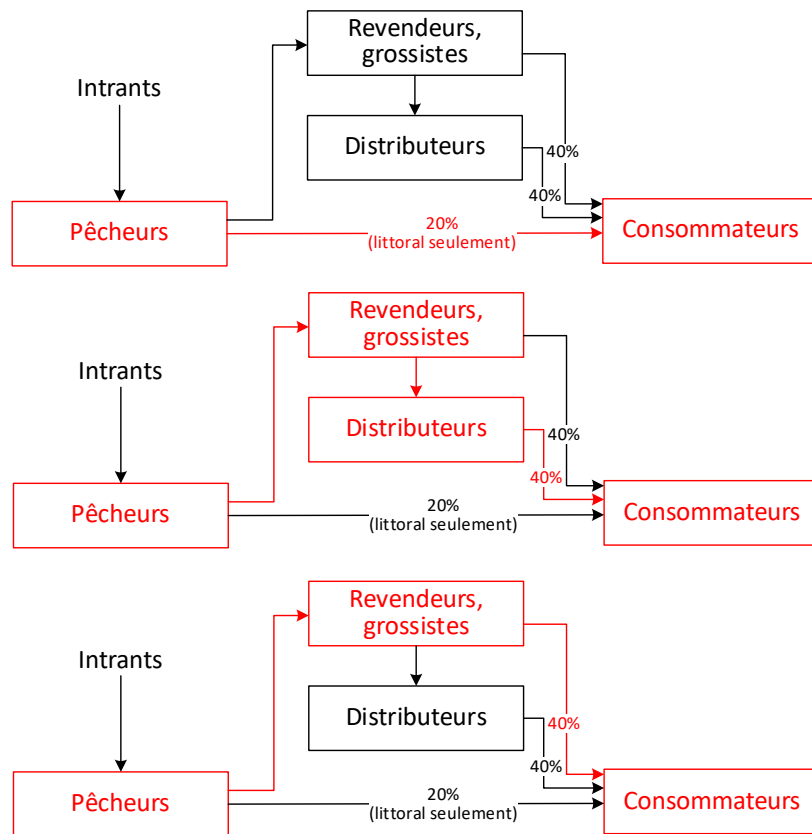 Revendeurs,
grossistes
Intrants
Distributeurs
40%
40%
Pêcheurs
20%
(littoral seulement)
Consommateurs
Revendeurs,
grossistes
Intrants
Distributeurs
40%
40%
Pêcheurs
20%
(littoral seulement)
Consommateurs
Revendeurs,
grossistes
Intrants
Distributeurs
40%
40%
Pêcheurs
20%
(littoral seulement)
Consommateurs